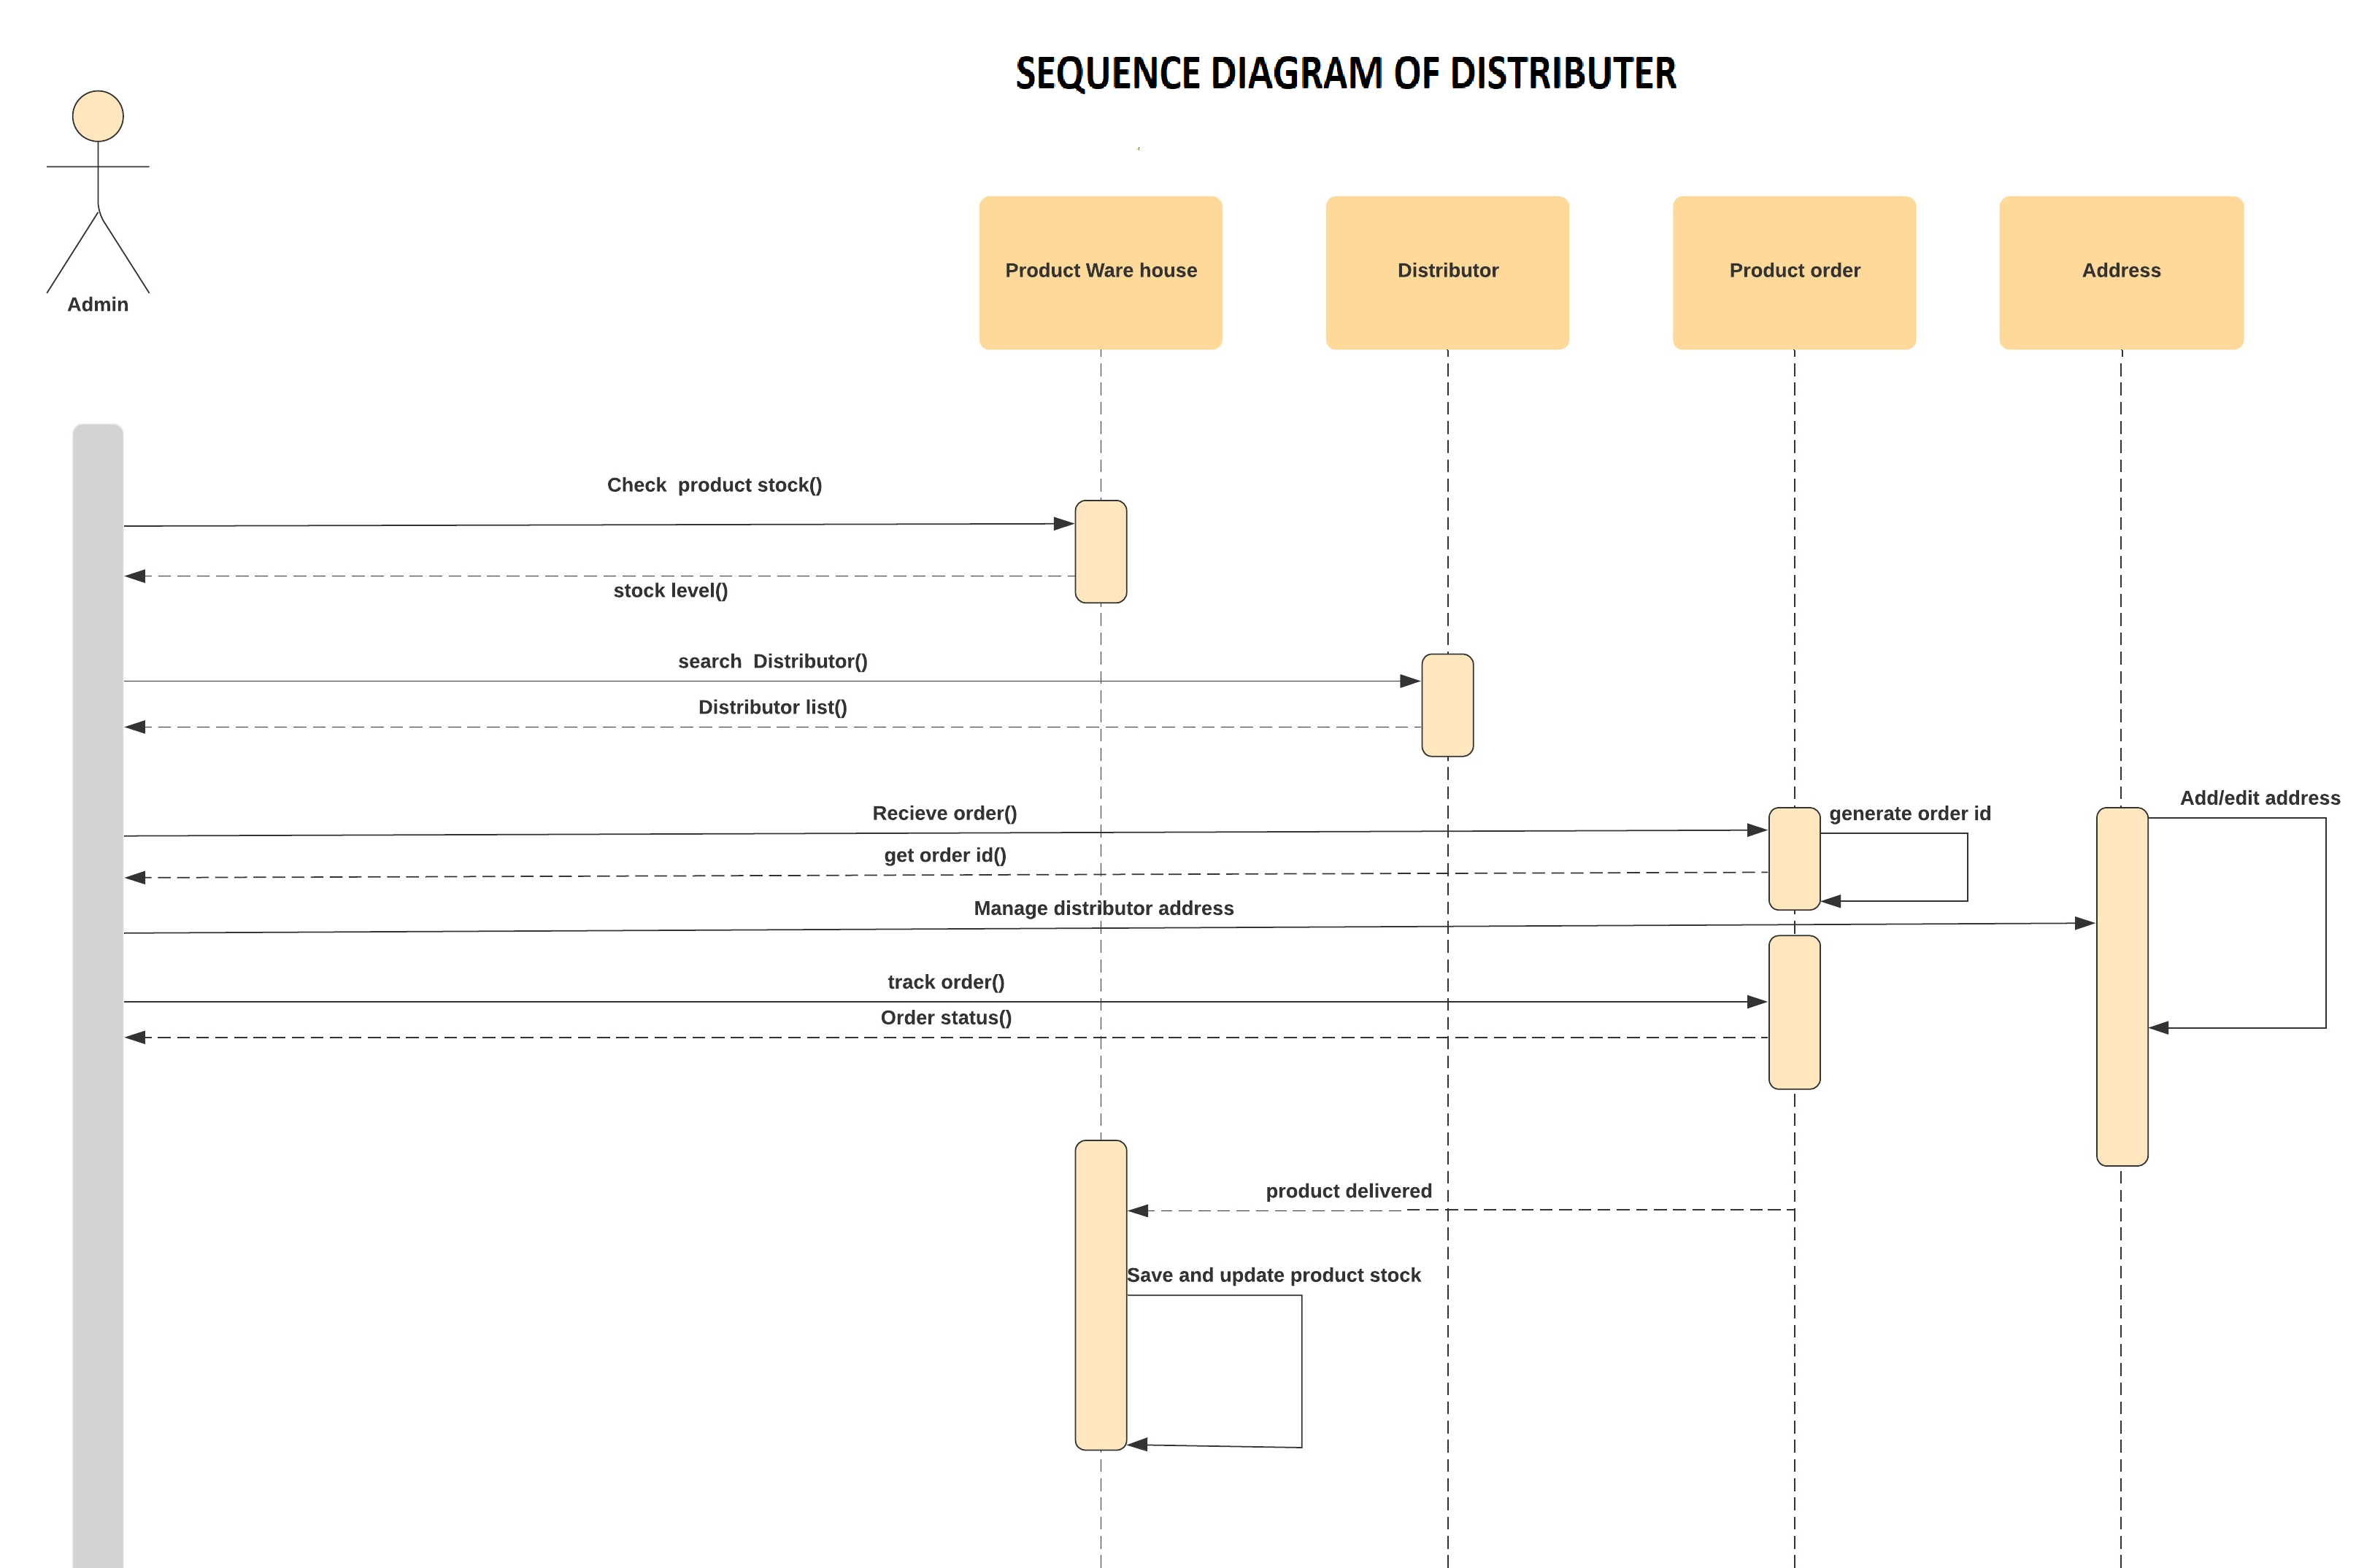 SEQUENCE DIAGRAM OF DISTRIBUTER
Admin
Product Ware house
Distributor
Product order
Address
Check  product stock()
stock level()
search  Distributor()
Distributor list()
Add/edit address
Recieve order()
generate order id
get order id()
Manage distributor address
track order()
Order status()
product delivered
Save and update product stock